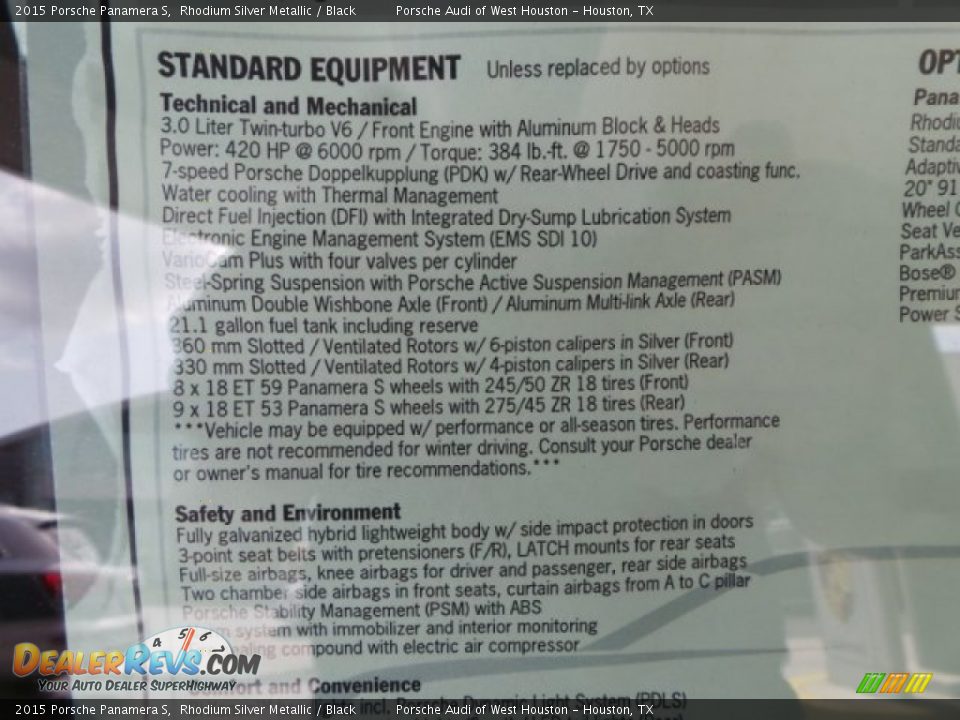 2015 Porsche Panamera S, Rhodium Silver Metallic / Black Porsche Audi of West Houston - Houston, TX
STANDARD EQUIPMENT Unless replaced by options
Technical and Mechanical
3.0 Liter Twin-turbo V6 / Front Engine with Aluminum Block & Heads
Power: 420 HP @ 6000 rpm / Torque: 384 lb.-ft. @ 1750 - 5000 rpm
7-speed Porsche Doppelkupplung (PDK) w/ Rear-Wheel Drive and coasting func.
Water cooling with Thermal Management
Direct Fuel Injection (DFI) with Integrated Dry-Sump Lubrication System
Electronic Engine Management System (EMS SDI 10)
VarioCam Plus with four valves per cylinder
Steel-Spring Suspension with Porsche Active Suspension Management (PASM)
Aluminum Double Wishbone Axle (Front) / Aluminum Multi-link Axle (Rear)
21.1 gallon fuel tank including reserve
360 mm Slotted / Ventilated Rotors w/ 6-piston calipers in Silver (Front)
330 mm Slotted / Ventilated Rotors w/ 4-piston calipers in Silver (Rear)
8 x 18 ET 59 Panamera S wheels with 245/50 ZR 18 tires (Front)
9 x 18 ET 53 Panamera S wheels with 275/45 ZR 18 tires (Rear)
***Vehicle may be equipped w/ performance or all-season tires. Performance
tires are not recommended for winter driving. Consult your Porsche dealer
or owner's manual for tire recommendations.***
Safety and Environment
Fully galvanized hybrid lightweight body w/ side impact protection in doors
3-point seat belts with pretensioners (F/R), LATCH mounts for rear seats
Full-size airbags, knee airbags for driver and passenger, rear side airbags
Two chamber side airbags in front seats, curtain airbags from A to C pillar
Porsche Stability Management (PSM) with ABS
system with immobilizer and interior monitoring
compound with electric air compressor
and Convenience
incl. Light System (PDLS)
OPT
Pana
Rhodiu
Standa
Adaptiv
20" 91
Wheel C
Seat Ve
ParkAss
Bose®
Premium
Power S
4 5 6
DealerRevs.com
Your Auto Dealer SuperHighway
2015 Porsche Panamera S, Rhodium Silver Metallic / Black Porsche Audi of West Houston - Houston, TX